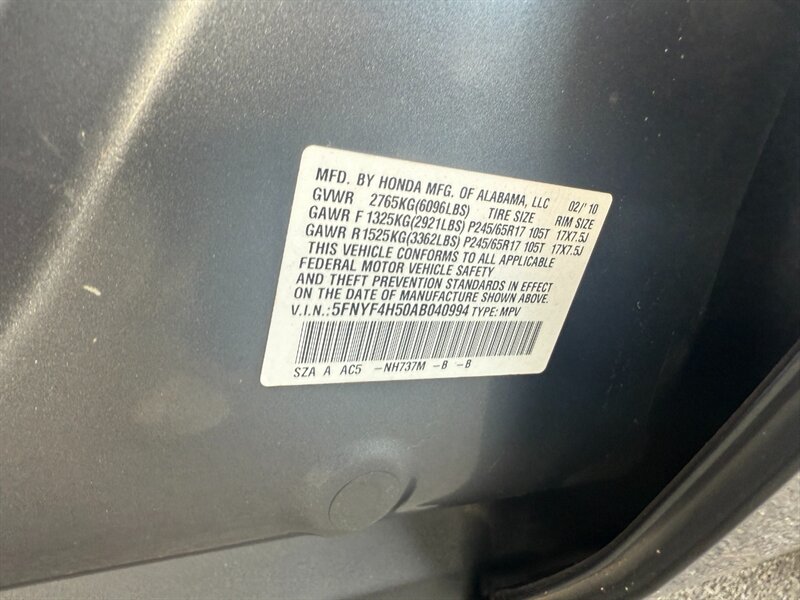 MFD. BY HONDA MFG. OF ALABAMA, LLC 02/'10
GVWR 2765KG(6096LBS) TIRE SIZE RIM SIZE
GAWR F 1325KG(2921LBS) P245/65R17 105T 17X7.5J
GAWR R1525KG(3362LBS) P245/65R17 105T 17X7.5J
THIS VEHICLE CONFORMS TO ALL APPLICABLE
FEDERAL MOTOR VEHICLE SAFETY
AND THEFT PREVENTION STANDARDS IN EFFECT
ON THE DATE OF MANUFACTURE SHOWN ABOVE.
V.I.N.:5FNYF4H50AB040994 TYPE: MPV
SZA A AC5 -NH737M -B -B